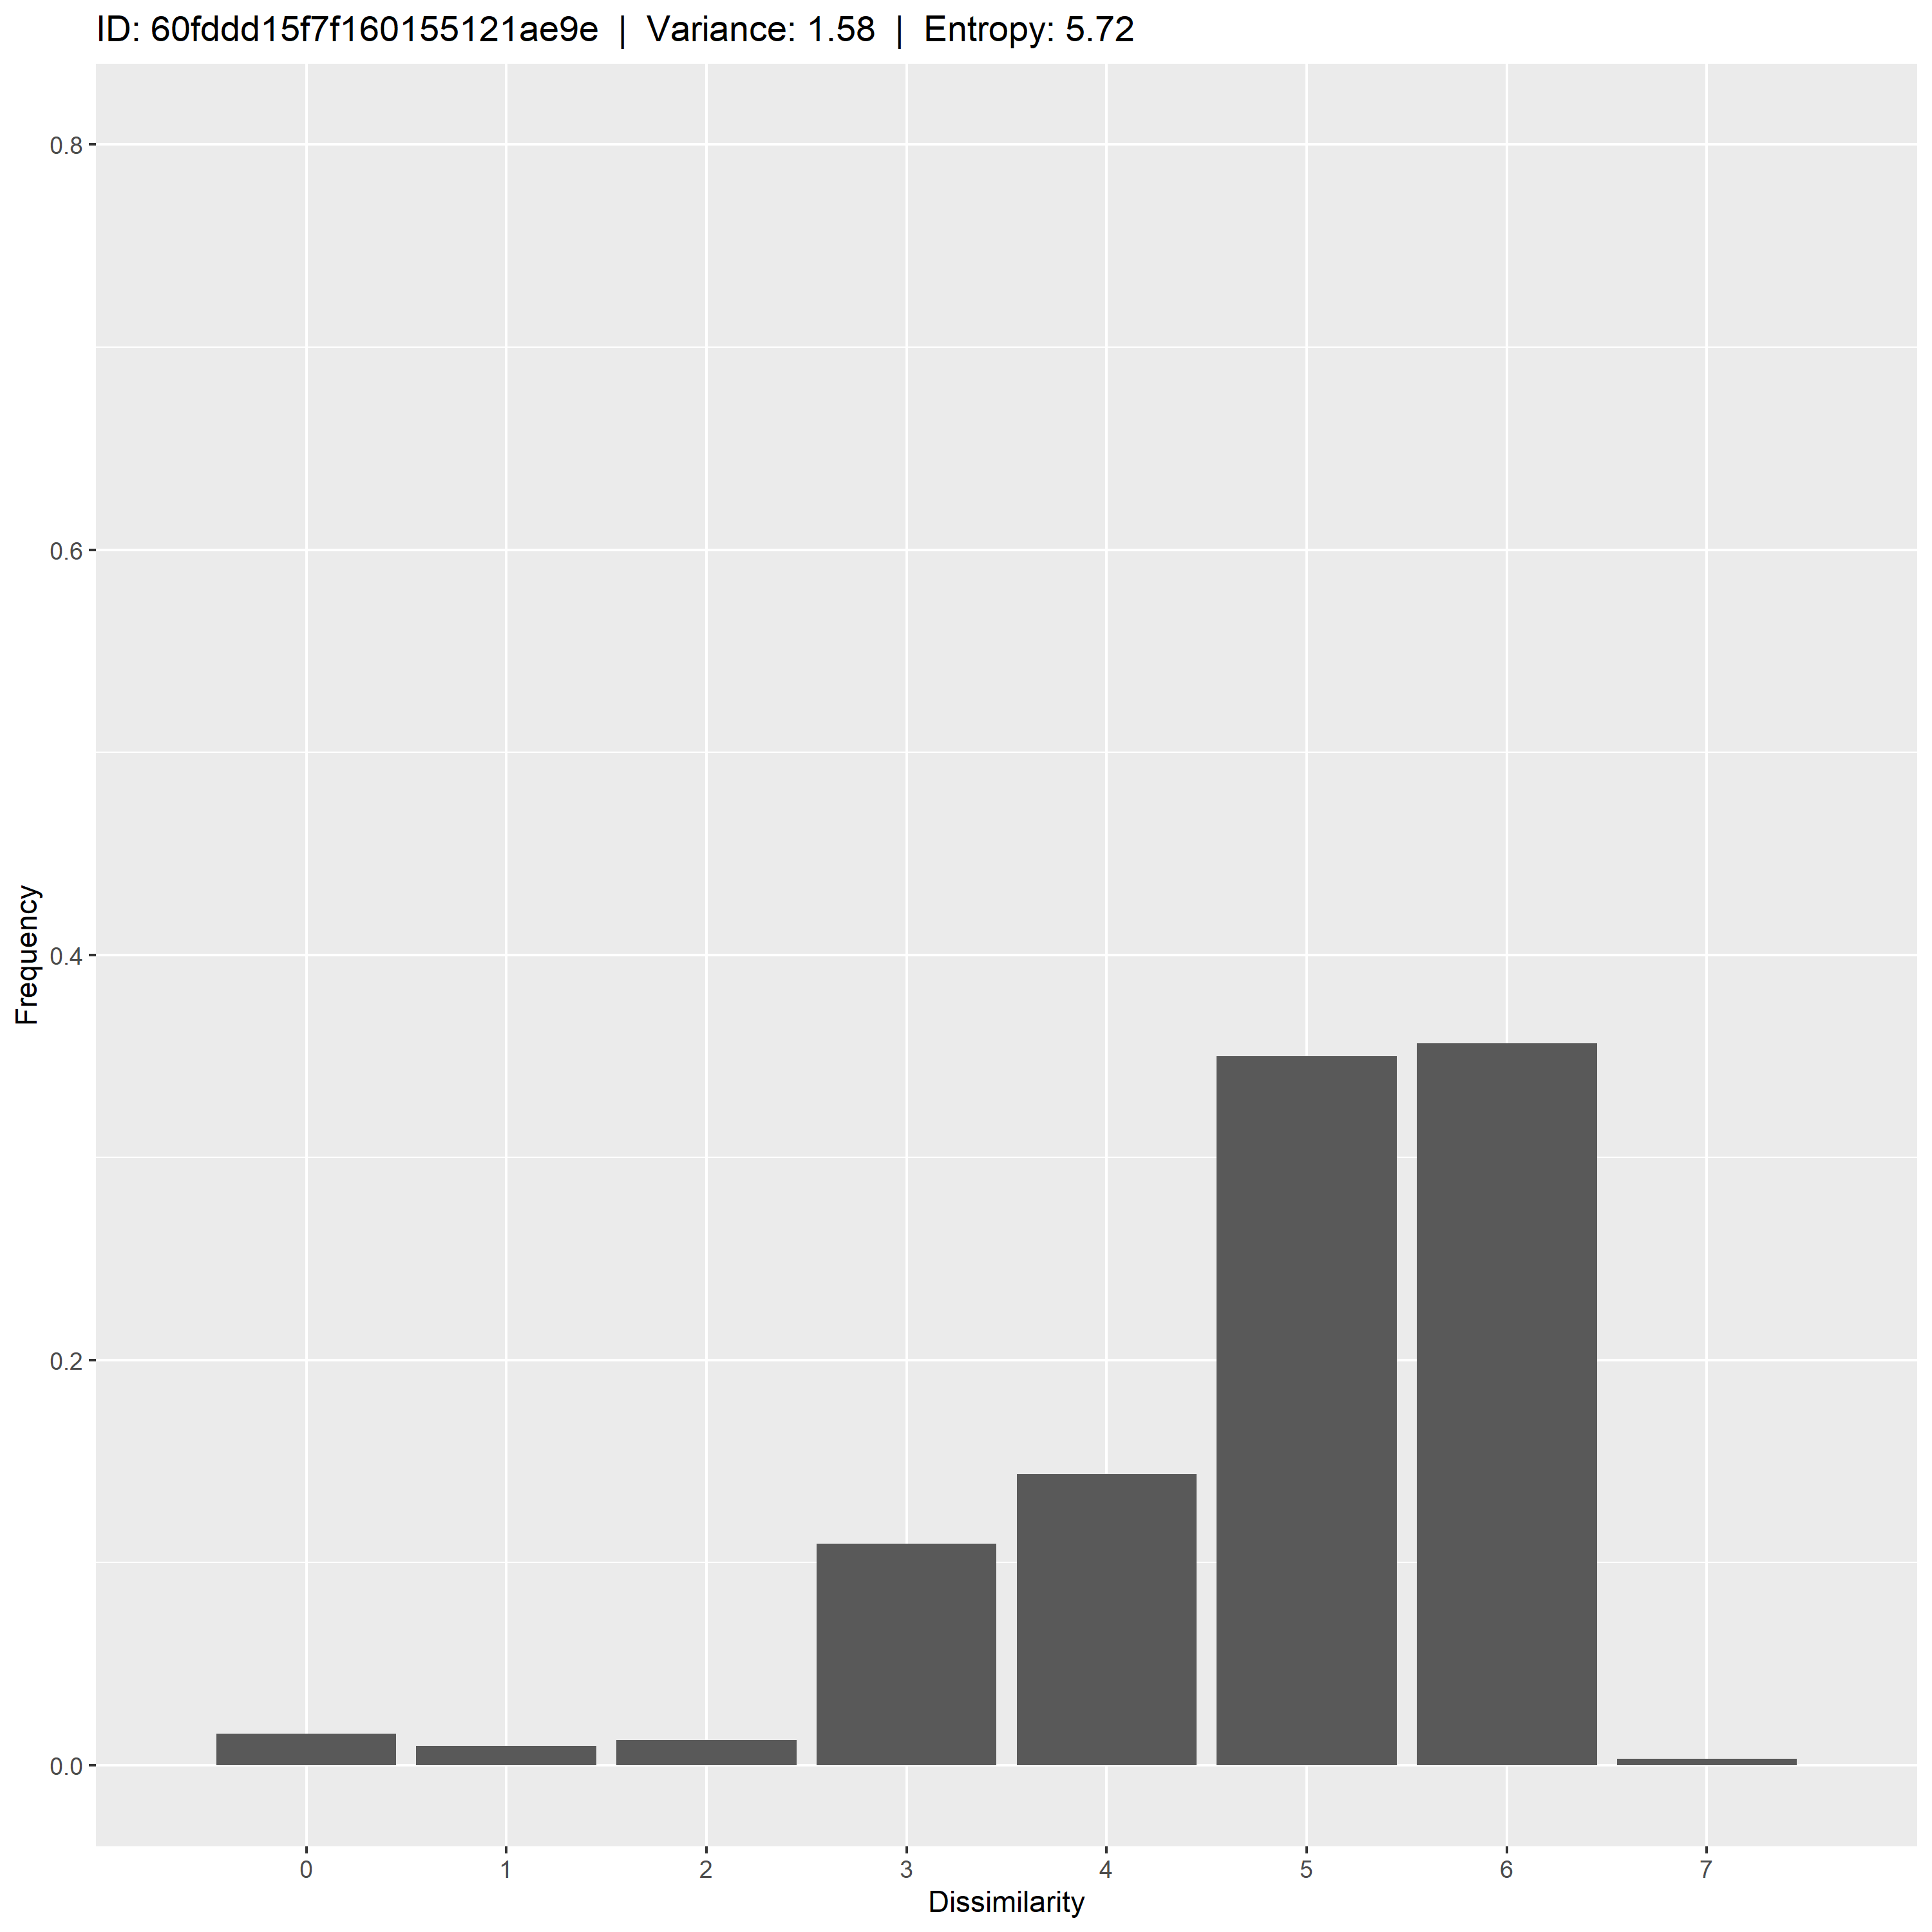 ID: 60fddd15f7f160155121ae9e | Variance: 1.58 | Entropy: 5.72
Frequency
0.8
0.6
0.4
0.2
0.0
0 1 2 3 4 5 6 7
Dissimilarity